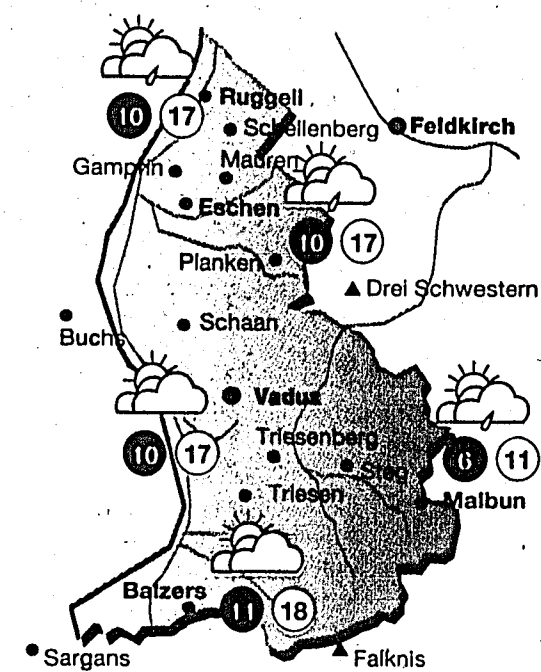 10 17
Ruggell
Schellenberg
Feldkirch
Gamprin
Mauren
Eschen
10 17
Planken
Drei Schwestern
Buchs
Schaan
Vaduz
10 17
Triesenberg
Steg
6 11
Triesen
Malbun
Balzers
11 18
Sargans
Falknis